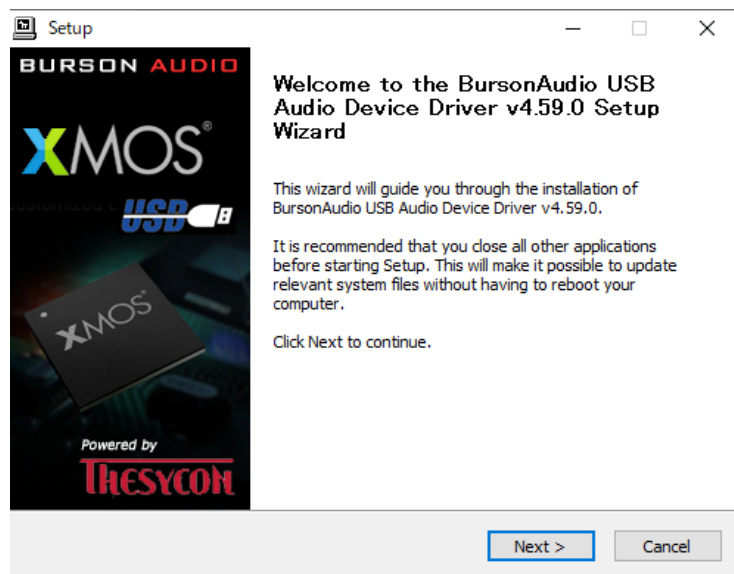 Setup
BURSON AUDIO
XMOS®
USB
XMOS
Powered by
THESYCON
Welcome to the BursonAudio USB
Audio Device Driver v4.59.0 Setup
Wizard
This wizard will guide you through the installation of
BursonAudio USB Audio Device Driver v4.59.0.
It is recommended that you close all other applications
before starting Setup. This will make it possible to update
relevant system files without having to reboot your
computer.
Click Next to continue.
Next >
Cancel